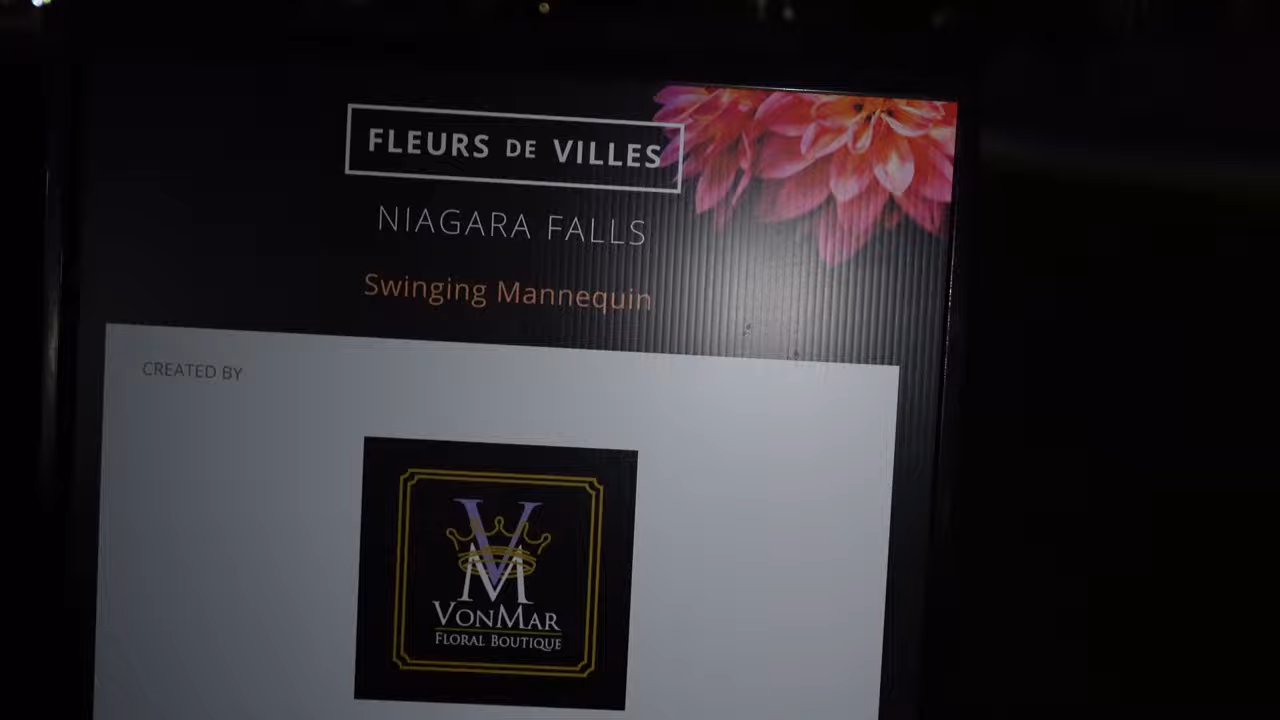 FLEURS DE VILLES
NIAGARA FALLS
Swinging Mannequin
CREATED BY
VM
VONMAR
FLORAL BOUTIQUE